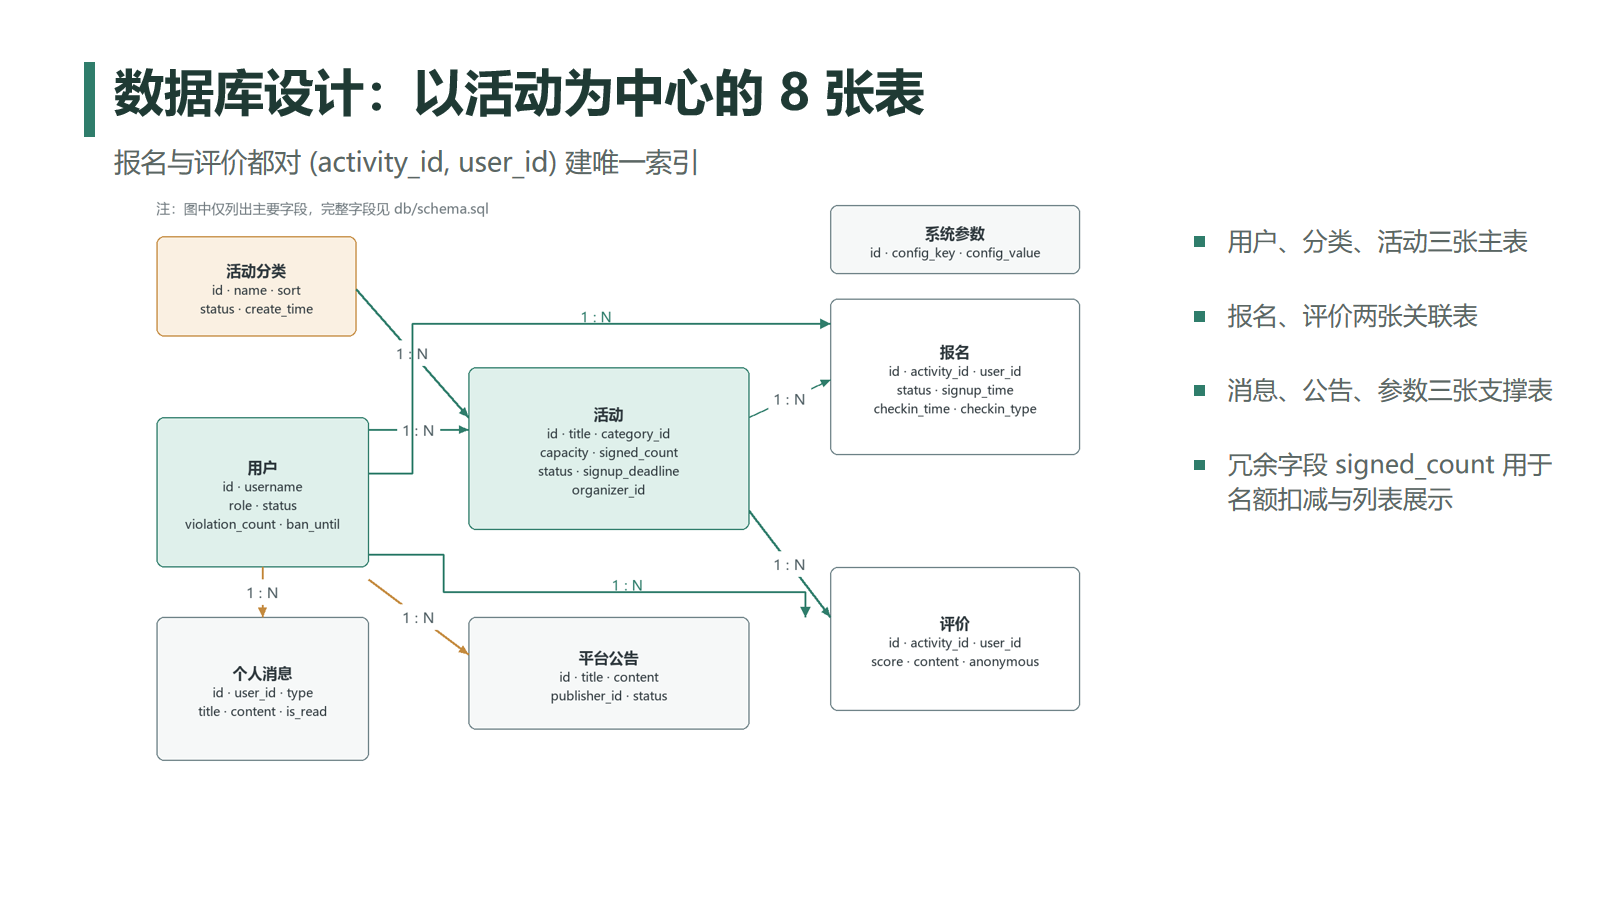 数据库设计：以活动为中心的 8 张表
报名与评价都对 (activity_id, user_id) 建唯一索引
注：图中仅列出主要字段，完整字段见 db/schema.sql
活动分类
id · name · sort
status · create_time
系统参数
id · config_key · config_value
1 : N
1 : N
报名
id · activity_id · user_id
status · signup_time
checkin_time · checkin_type
1 : N
活动
id · title · category_id
capacity · signed_count
status · signup_deadline
organizer_id
1 : N
用户
id · username
role · status
violation_count · ban_until
1 : N
1 : N
1 : N
1 : N
评价
id · activity_id · user_id
score · content · anonymous
个人消息
id · user_id · type
title · content · is_read
平台公告
id · title · content
publisher_id · status
用户、分类、活动三张主表
报名、评价两张关联表
消息、公告、参数三张支撑表
冗余字段 signed_count 用于
名额扣减与列表展示